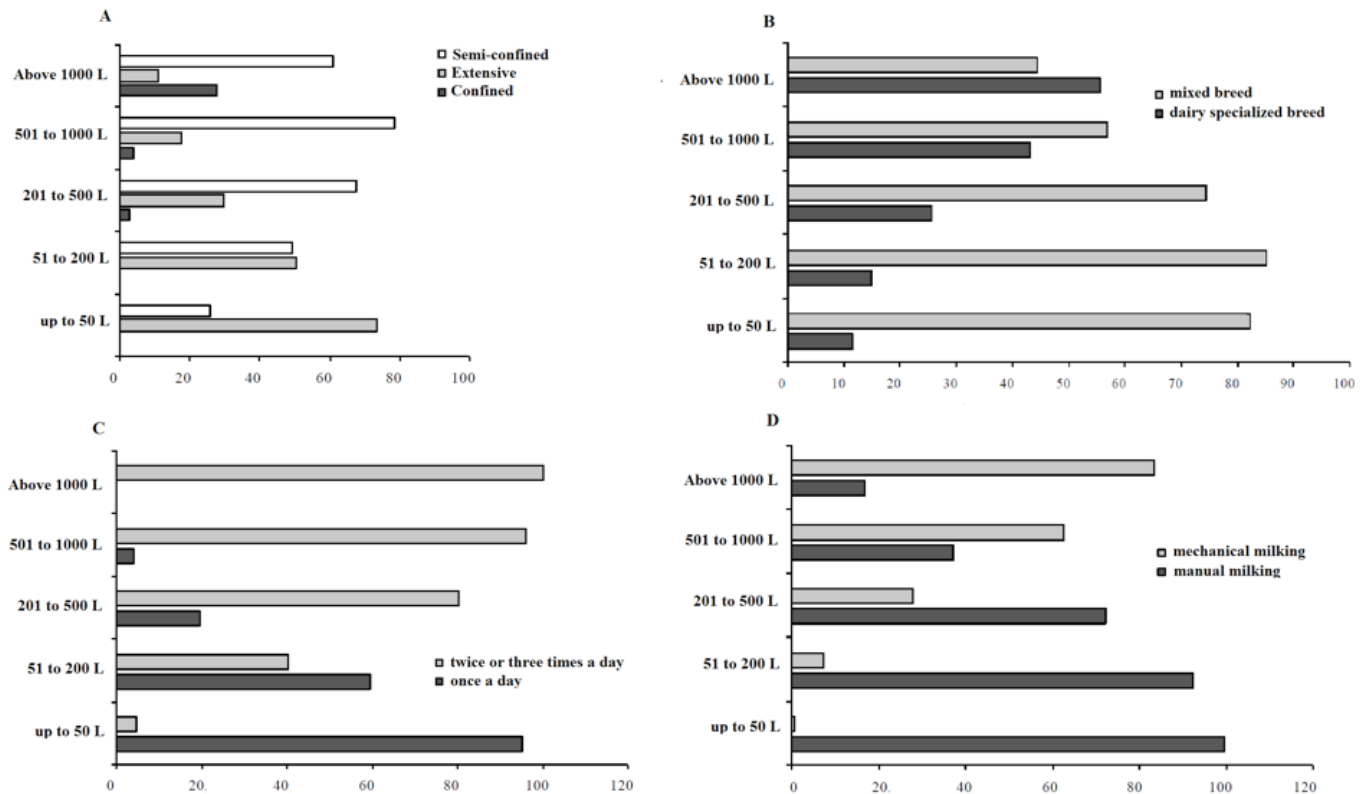 A
Semi-confined
Extensive
Confined
Above 1000 L
501 to 1000 L
201 to 500 L
51 to 200 L
up to 50 L
0 20 40 60 80 100
B
mixed breed
dairy specialized breed
Above 1000 L
501 to 1000 L
201 to 500 L
51 to 200 L
up to 50 L
0 10 20 30 40 50 60 70 80 90 100
C
Above 1000 L
501 to 1000 L
201 to 500 L
51 to 200 L
up to 50 L
twice or three times a day
once a day
0 20. 40 60 80 100 120
D
Above 1000 L
501 to 1000 L
201 to 500 L
51 to 200 L
up to 50 L
mechanical milking
manual milking
0 20. 40 60 80 100 120